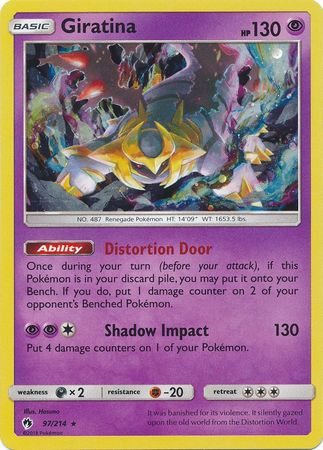 BASIC Giratina HP 130
NO. 487 Renegade Pokémon HT: 14'09" WT: 1653.5 lbs.
Ability Distortion Door
Once during your turn (before your attack), if this
Pokémon is in your discard pile, you may put it onto your
Bench. If you do, put 1 damage counter on 2 of your
opponent's Benched Pokémon.
Shadow Impact 130
Put 4 damage counters on 1 of your Pokémon.
weakness ×2 resistance -20 retreat
Illus. Hasuno
97/214 ★
©2018 Pokémon
It was banished for its violence. It silently gazed
upon the old world from the Distortion World.